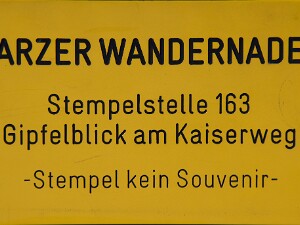 ARZER WANDERNADE
Stempelstelle 163
Gipfelblick am Kaiserweg
-Stempel kein Souvenir-